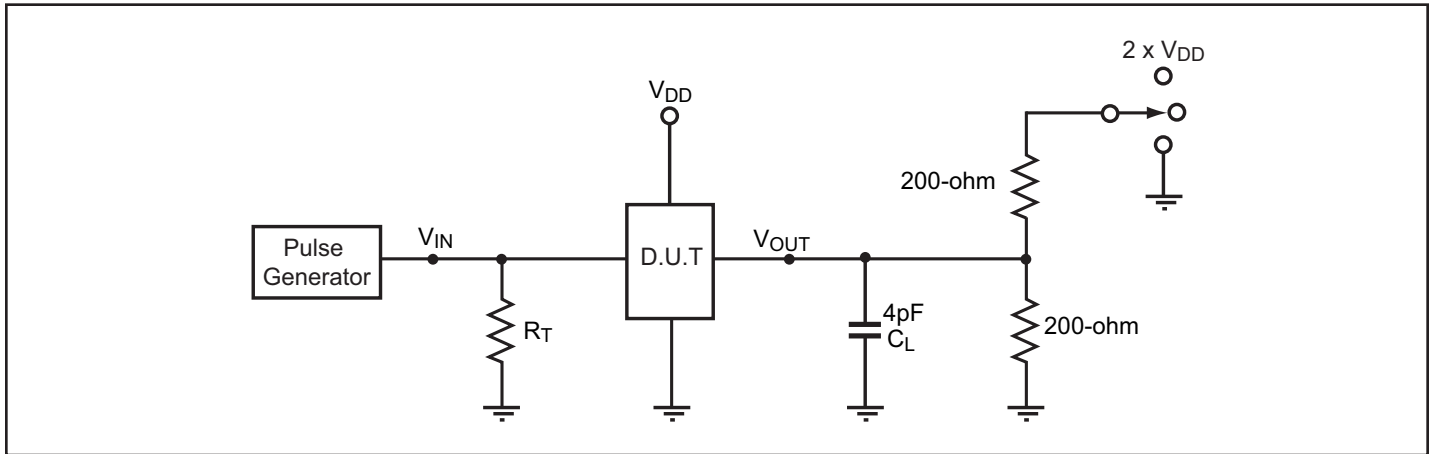 2 x VDD
VDD
200-ohm
Pulse
Generator
VIN
D.U.T
VOUT
RT
4pF
CL
200-ohm